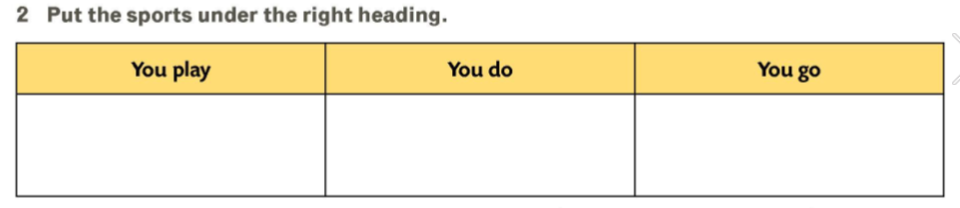 2 Put the sports under the right heading.
You play You do You go